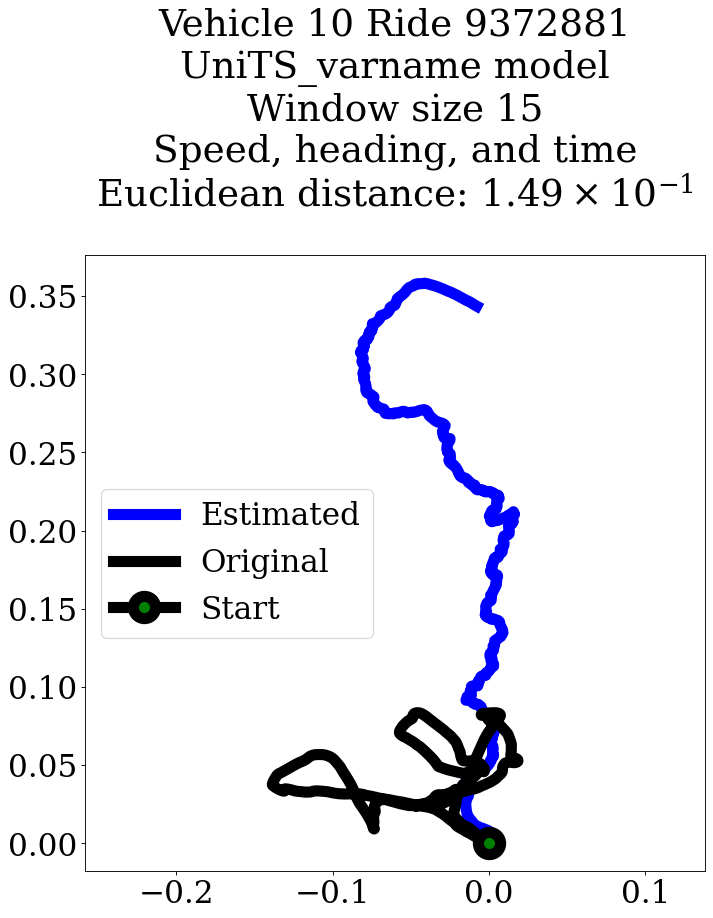 Vehicle 10 Ride 9372881
UniTS_varname model
Window size 15
Speed, heading, and time
Euclidean distance: 1.49 × 10⁻¹
0.35
0.30
0.25
0.20
0.15
0.10
0.05
0.00
Estimated
Original
Start
−0.2
−0.1
0.0
0.1